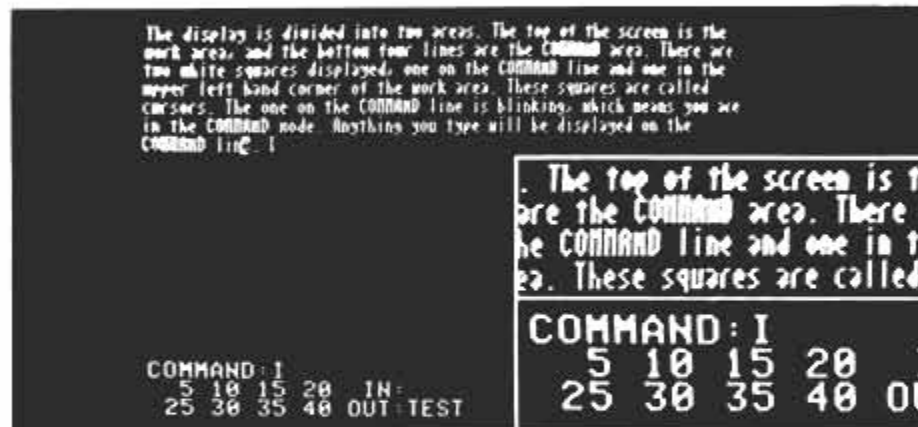 The display is divided into two areas. The top of the screen is the
work area, and the bottom four lines are the COMMAND area. There are
two white squares displayed, one on the COMMAND line and one in the
upper left hand corner of the work area. These squares are called
cursors. The one on the COMMAND line is blinking, which means you are
in the COMMAND mode. Anything you type will be displayed on the
COMMAND line. I
. The top of the screen is t
are the COMMAND area. There
he COMMAND line and one in t
ea. These squares are called
COMMAND:I
5 10 15 20
25 30 35 40 OU
COMMAND:I
5 10 15 20 IN:
25 30 35 40 OUT:TEST